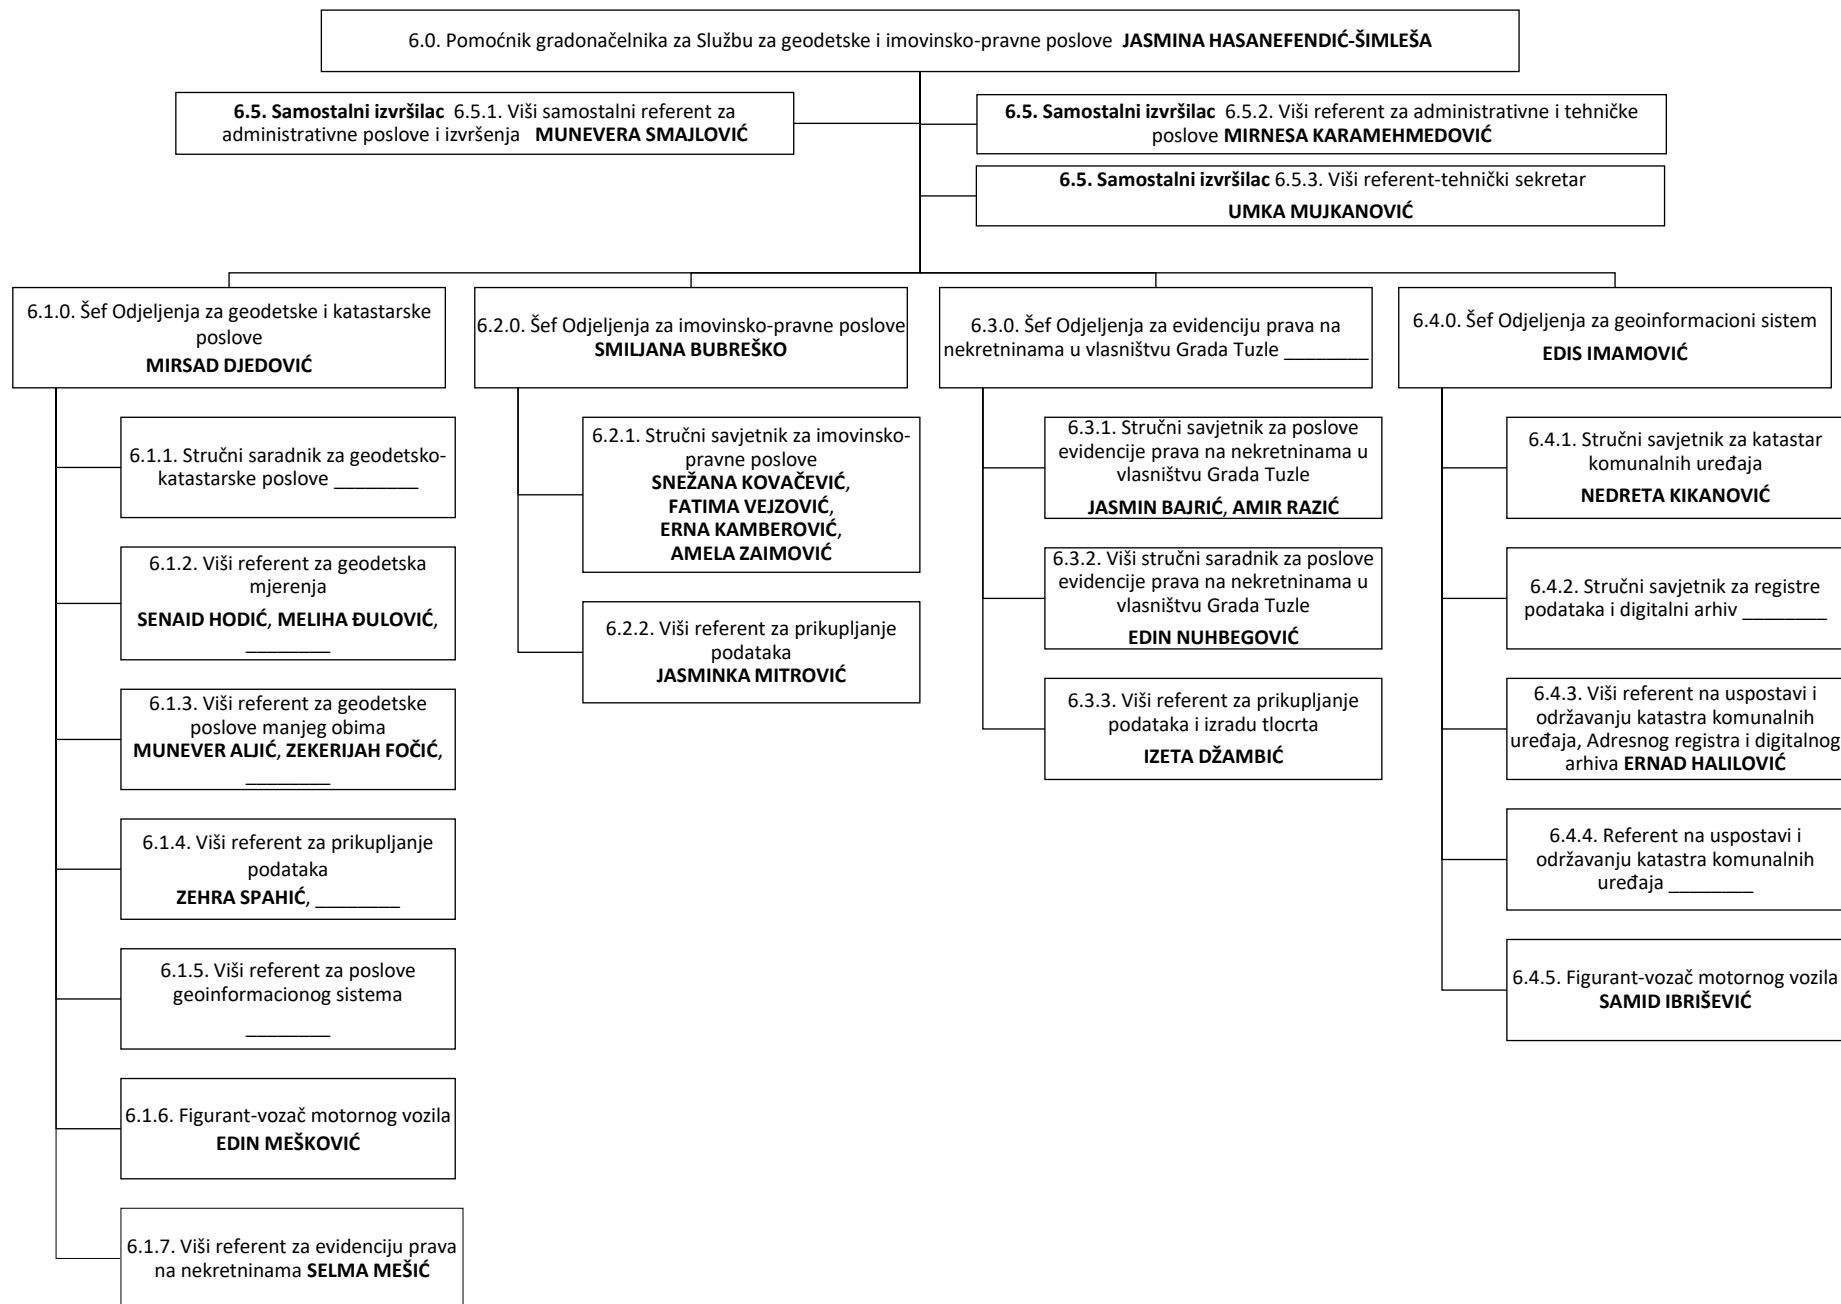 6.0. Pomoćnik gradonačelnika za Službu za geodetske i imovinsko-pravne poslove JASMINA HASANEFENDIĆ-ŠIMLEŠA
6.5. Samostalni izvršilac 6.5.1. Viši samostalni referent za
administrativne poslove i izvršenja MUNEVERA SMAJLOVIĆ
6.5. Samostalni izvršilac 6.5.2. Viši referent za administrativne i tehničke
poslove MIRNESA KARAMEHMEDOVIĆ
6.5. Samostalni izvršilac 6.5.3. Viši referent-tehnički sekretar
UMKA MUJKANOVIĆ
6.1.0. Šef Odjeljenja za geodetske i katastarske
poslove
MIRSAD DJEDOVIĆ
6.1.1. Stručni saradnik za geodetsko-
katastarske poslove ________
6.1.2. Viši referent za geodetska
mjerenja
SENAID HODIĆ, MELIHA ĐULOVIĆ,
________
6.1.3. Viši referent za geodetske
poslove manjeg obima
MUNEVER ALJIĆ, ZEKERIJAH FOČIĆ,
________
6.1.4. Viši referent za prikupljanje
podataka
ZEHRA SPAHIĆ, ________
6.1.5. Viši referent za poslove
geoinformacionog sistema
________
6.1.6. Figurant-vozač motornog vozila
EDIN MEŠKOVIĆ
6.1.7. Viši referent za evidenciju prava
na nekretninama SELMA MEŠIĆ
6.2.0. Šef Odjeljenja za imovinsko-pravne poslove
SMILJANA BUBREŠKO
6.2.1. Stručni savjetnik za imovinsko-
pravne poslove
SNEŽANA KOVAČEVIĆ,
FATIMA VEJZOVIĆ,
ERNA KAMBEROVIĆ,
AMELA ZAIMOVIĆ
6.2.2. Viši referent za prikupljanje
podataka
JASMINKA MITROVIĆ
6.3.0. Šef Odjeljenja za evidenciju prava na
nekretninama u vlasništvu Grada Tuzle ________
6.3.1. Stručni savjetnik za poslove
evidencije prava na nekretninama u
vlasništvu Grada Tuzle
JASMIN BAJRIĆ, AMIR RAZIĆ
6.3.2. Viši stručni saradnik za poslove
evidencije prava na nekretninama u
vlasništvu Grada Tuzle
EDIN NUHBEGOVIĆ
6.3.3. Viši referent za prikupljanje
podataka i izradu tlocrta
IZETA DŽAMBIĆ
6.4.0. Šef Odjeljenja za geoinformacioni sistem
EDIS IMAMOVIĆ
6.4.1. Stručni savjetnik za katastar
komunalnih uređaja
NEDRETA KIKANOVIĆ
6.4.2. Stručni savjetnik za registre
podataka i digitalni arhiv ________
6.4.3. Viši referent na uspostavi i
održavanju katastra komunalnih
uređaja, Adresnog registra i digitalnog
arhiva ERNAD HALILOVIĆ
6.4.4. Referent na uspostavi i
održavanju katastra komunalnih
uređaja ________
6.4.5. Figurant-vozač motornog vozila
SAMID IBRIŠEVIĆ